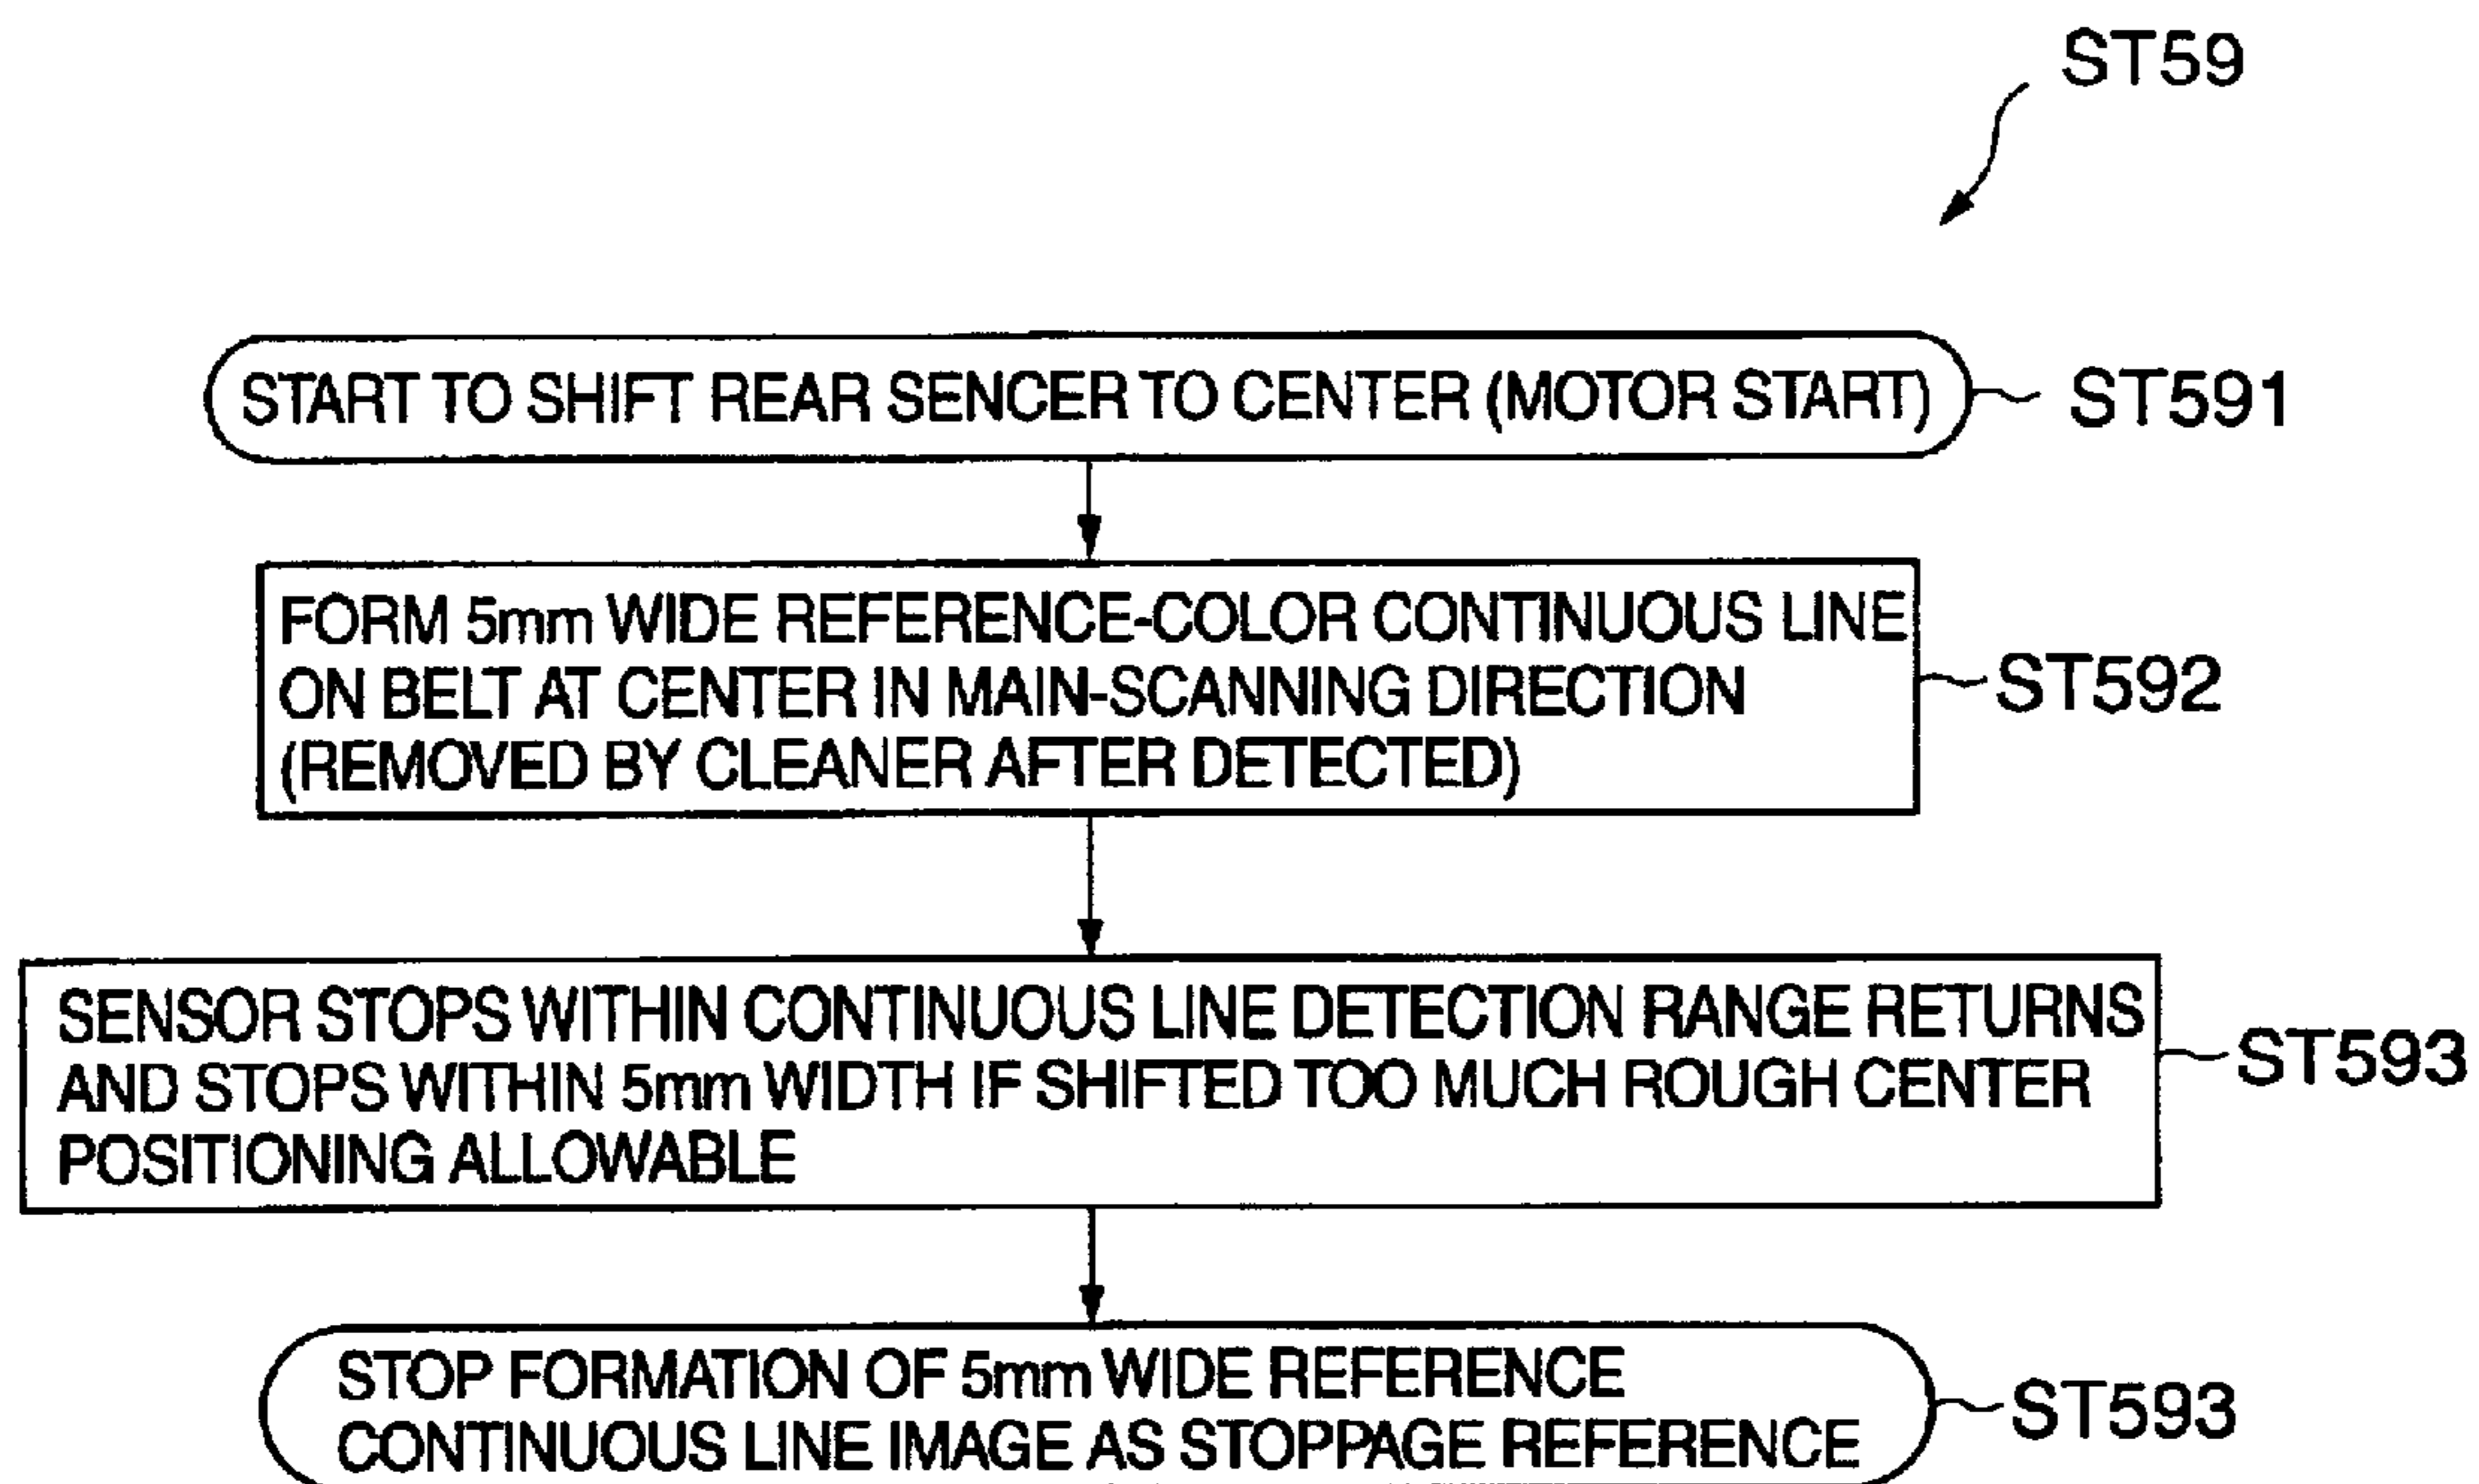 ST59
START TO SHIFT REAR SENCER TO CENTER (MOTOR START)
ST591
FORM 5mm WIDE REFERENCE-COLOR CONTINUOUS LINE
ON BELT AT CENTER IN MAIN-SCANNING DIRECTION
(REMOVED BY CLEANER AFTER DETECTED)
ST592
SENSOR STOPS WITHIN CONTINUOUS LINE DETECTION RANGE RETURNS
AND STOPS WITHIN 5mm WIDTH IF SHIFTED TOO MUCH ROUGH CENTER
POSITIONING ALLOWABLE
ST593
STOP FORMATION OF 5mm WIDE REFERENCE
CONTINUOUS LINE IMAGE AS STOPPAGE REFERENCE
ST593